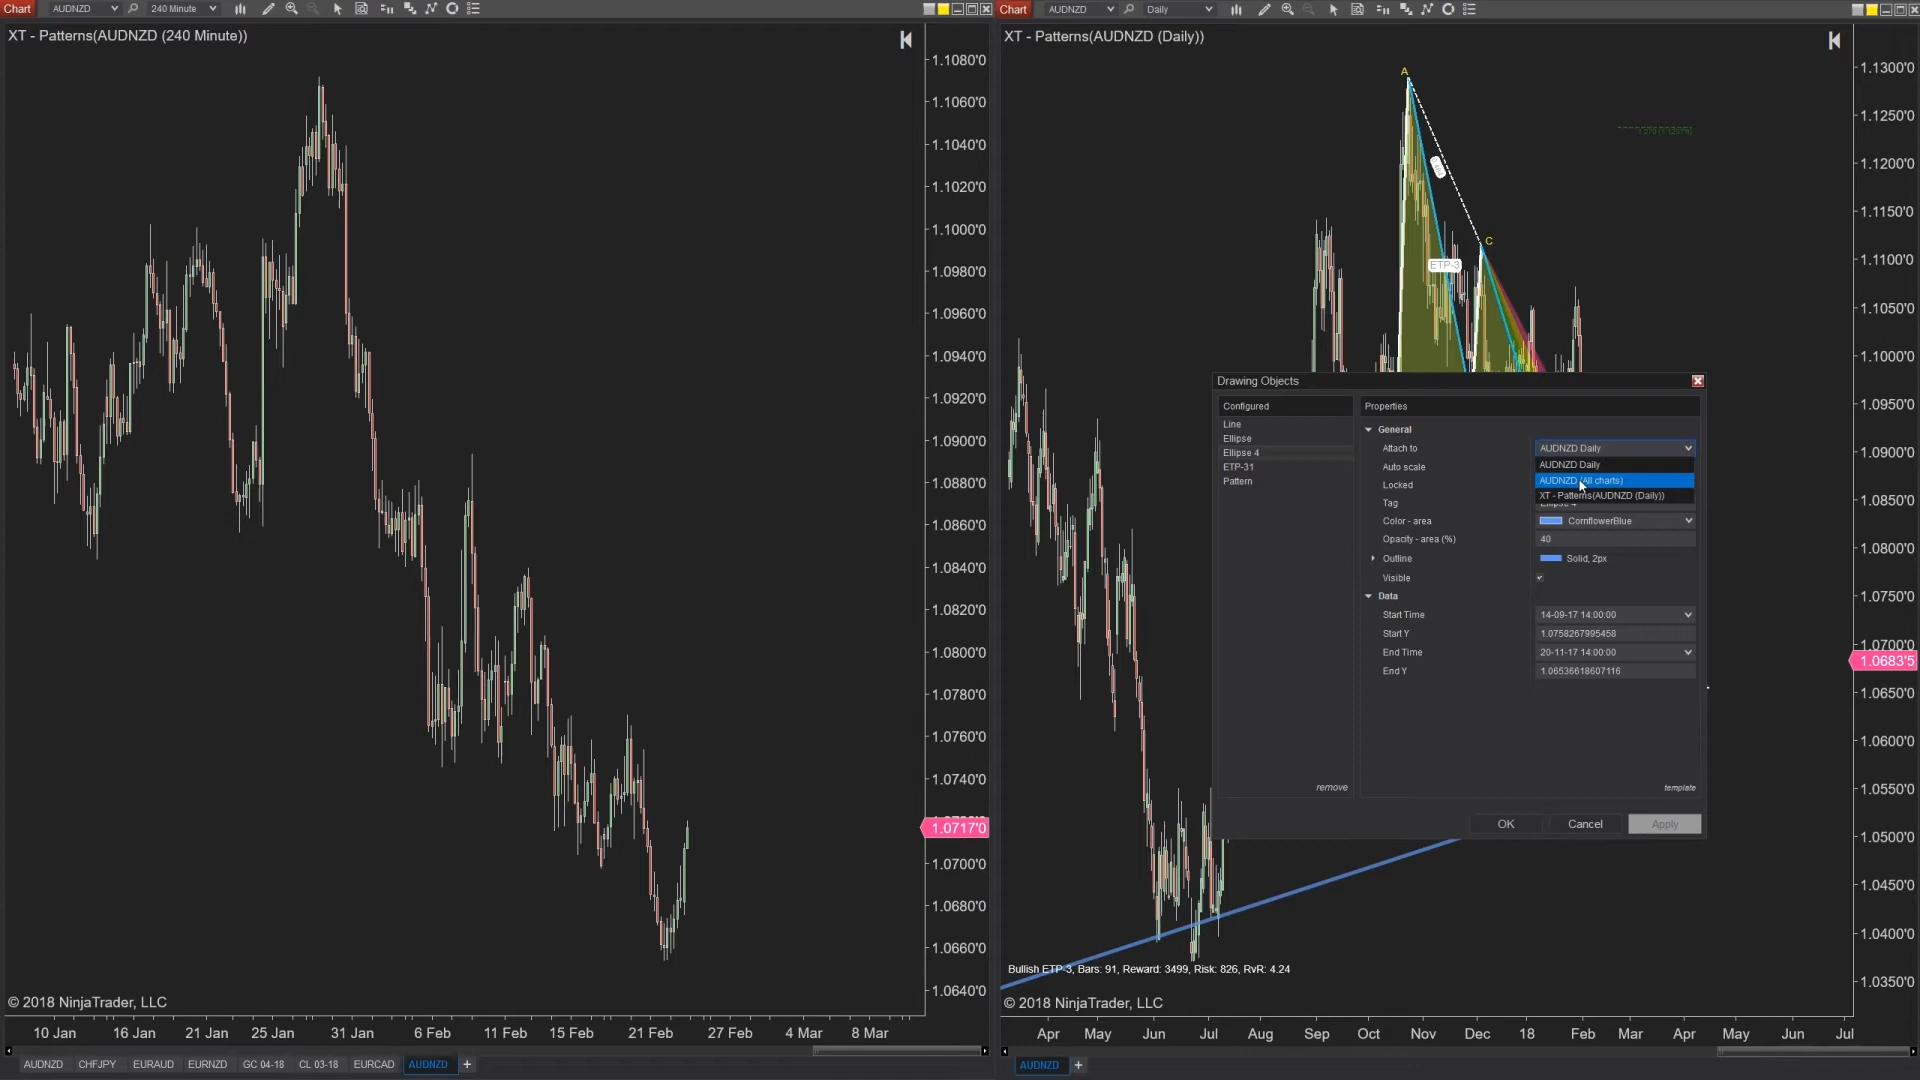 Chart AUDNZD 240 Minute
XT - Patterns(AUDNZD (240 Minute))
1.1080'0
1.1060'0
1.1040'0
1.1020'0
1.1000'0
1.0980'0
1.0960'0
1.0940'0
1.0920'0
1.0900'0
1.0880'0
1.0860'0
1.0840'0
1.0820'0
1.0800'0
1.0780'0
1.0760'0
1.0740'0
1.0717'0
1.0700'0
1.0680'0
1.0660'0
1.0640'0
© 2018 NinjaTrader, LLC
10 Jan 16 Jan 21 Jan 25 Jan 31 Jan 6 Feb 11 Feb 15 Feb 21 Feb 27 Feb 4 Mar 8 Mar
AUDNZD CHFJPY EURAUD EURNZD GC 04-18 CL 03-18 EURCAD AUDNZD +
Chart AUDNZD Daily
XT - Patterns(AUDNZD (Daily))
A
C
ETP-3
1.1300'0
1.1250'0
1.1200'0
1.1150'0
1.1100'0
1.1050'0
1.1000'0
1.0950'0
1.0900'0
1.0850'0
1.0800'0
1.0750'0
1.0700'0
1.0683'5
1.0650'0
1.0600'0
1.0550'0
1.0500'0
1.0450'0
1.0400'0
1.0350'0
Drawing Objects
Configured
Line
Ellipse
Ellipse 4
ETP-31
Pattern
remove
Properties
General
Attach to AUDNZD Daily
AUDNZD Daily
AUDNZD (All charts)
XT - Patterns(AUDNZD (Daily))
Auto scale
Locked
Tag Ellipse 4
Color - area CornflowerBlue
Opacity - area (%) 40
Outline Solid, 2px
Visible
Data
Start Time 14-09-17 14:00:00
Start Y 1.0758267995458
End Time 20-11-17 14:00:00
End Y 1.06536618607116
template
OK Cancel Apply
Bullish ETP-3, Bars: 91, Reward: 3499, Risk: 826, RvR: 4.24
© 2018 NinjaTrader, LLC
Apr May Jun Jul Aug Sep Oct Nov Dec 18 Feb Mar Apr May Jun Jul
AUDNZD +